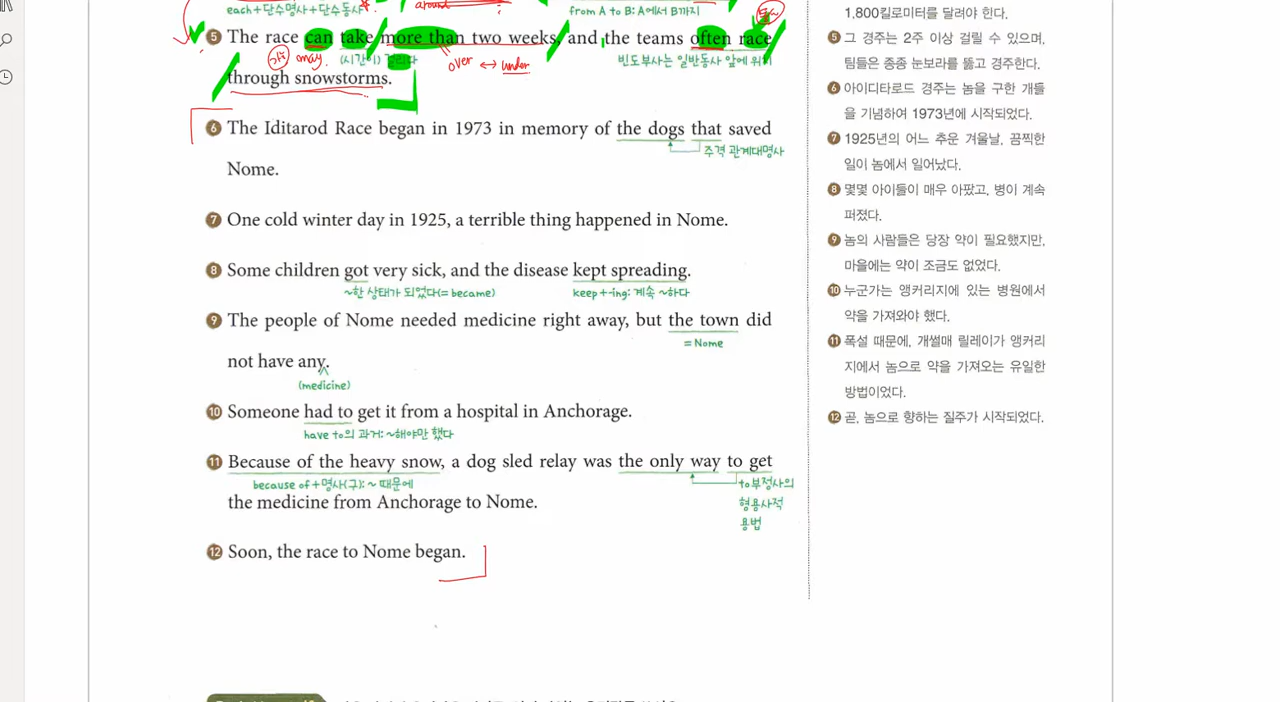 each+단수명사+단수동사
around
from A to B: A에서 B까지
1,800킬로미터를 달려야 한다.
❺ The race can take more than two weeks, and the teams often race
may (시간이) 걸리다 over ↔ under 빈도부사는 일반동사 앞에 위치
through snowstorms.
❻ The Iditarod Race began in 1973 in memory of the dogs that saved
주격 관계대명사
Nome.
❼ One cold winter day in 1925, a terrible thing happened in Nome.
❽ Some children got very sick, and the disease kept spreading.
~한 상태가 되었다(= became) keep+-ing: 계속 ~하다
❾ The people of Nome needed medicine right away, but the town did
= Nome
not have any.
(medicine)
❿ Someone had to get it from a hospital in Anchorage.
have to의 과거: ~해야만 했다
⓫ Because of the heavy snow, a dog sled relay was the only way to get
because of+명사(구): ~ 때문에 to부정사의
형용사적
the medicine from Anchorage to Nome.
용법
⓬ Soon, the race to Nome began.
❺ 그 경주는 2주 이상 걸릴 수 있으며,
팀들은 종종 눈보라를 뚫고 경주한다.
❻ 아이디타로드 경주는 놈을 구한 개들
을 기념하여 1973년에 시작되었다.
❼ 1925년의 어느 추운 겨울날, 끔찍한
일이 놈에서 일어났다.
❽ 몇몇 아이들이 매우 아팠고, 병이 계속
퍼졌다.
❾ 놈의 사람들은 당장 약이 필요했지만,
마을에는 약이 조금도 없었다.
❿ 누군가는 앵커리지에 있는 병원에서
약을 가져와야 했다.
⓫ 폭설 때문에, 개썰매 릴레이가 앵커리
지에서 놈으로 약을 가져오는 유일한
방법이었다.
⓬ 곧, 놈으로 향하는 질주가 시작되었다.